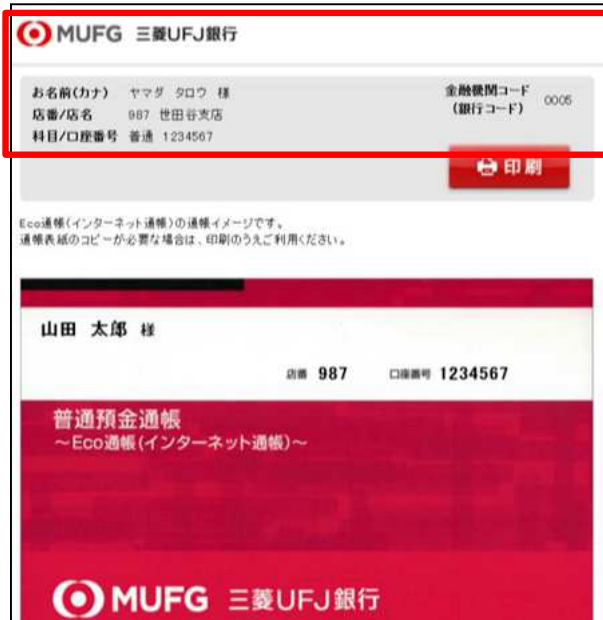 MUFG 三菱UFJ銀行
お名前(カナ) ヤマダ タロウ 様
店番/店名 987 世田谷支店
科目/口座番号 普通 1234567
金融機関コード
(銀行コード) 0005
印刷
Eco通帳(インターネット通帳)の通帳イメージです。
通帳表紙のコピーが必要な場合は、印刷のうえご利用ください。
山田 太郎 様
店番 987 口座番号 1234567
普通預金通帳
～Eco通帳(インターネット通帳)～
MUFG 三菱UFJ銀行